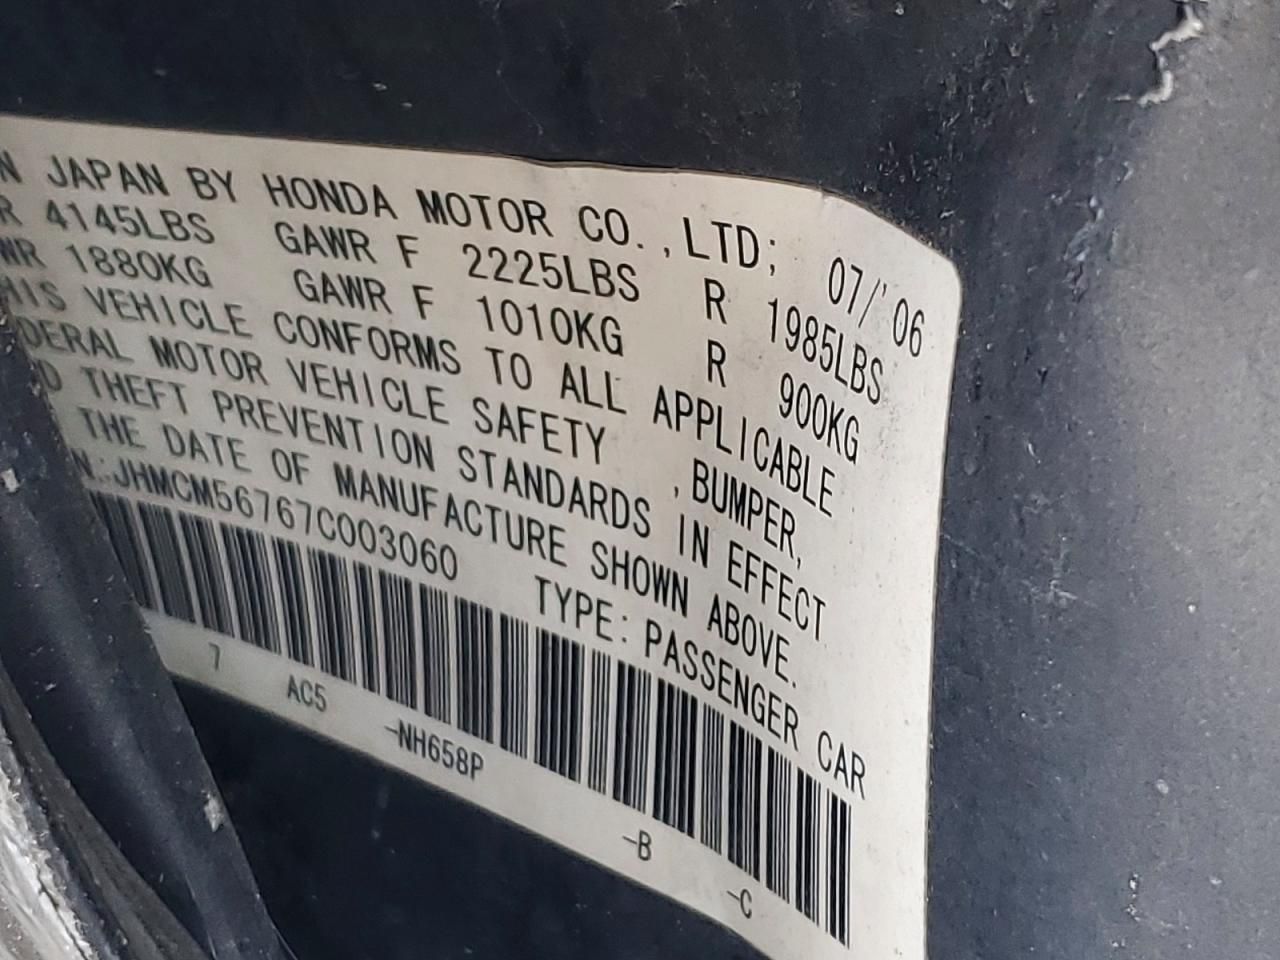 N JAPAN BY HONDA MOTOR CO., LTD; 07/'06
R 4145LBS GAWR F 2225LBS R 1985LBS
WR 1880KG GAWR F 1010KG R 900KG
HIS VEHICLE CONFORMS TO ALL APPLICABLE
DERAL MOTOR VEHICLE SAFETY ,BUMPER,
D THEFT PREVENTION STANDARDS IN EFFECT
THE DATE OF MANUFACTURE SHOWN ABOVE.
N.:JHMCM56767C003060 TYPE: PASSENGER CAR
7 AC5 -NH658P -B -C